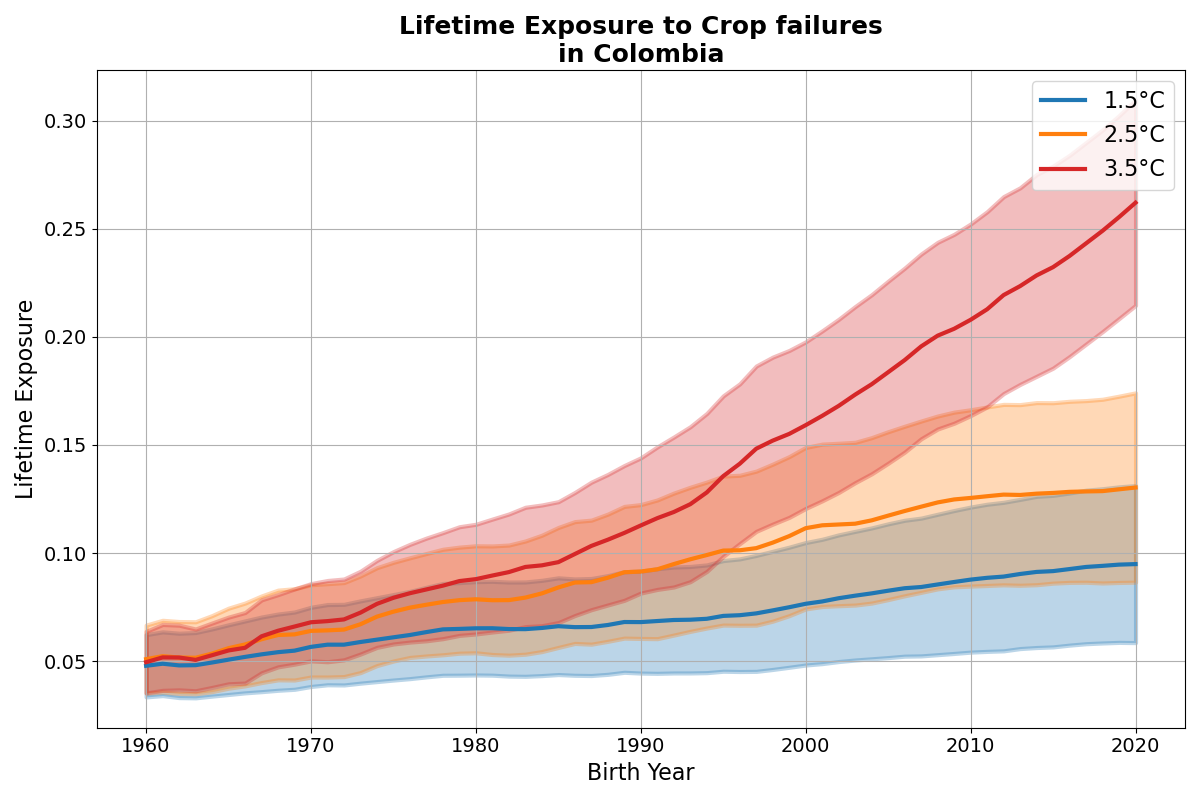 Lifetime Exposure to Crop failures
in Colombia
1.5°C
2.5°C
3.5°C
Lifetime Exposure
0.30
0.25
0.20
0.15
0.10
0.05
1960 1970 1980 1990 2000 2010 2020
Birth Year